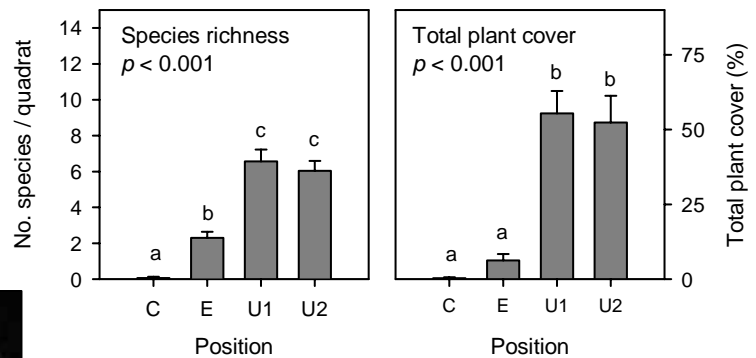 Species richness
p < 0.001
14
12
10
8
6
4
2
0
No. species / quadrat
a
b
c
c
C E U1 U2
Position
Total plant cover
p < 0.001
a
a
b
b
75
50
25
0
Total plant cover (%)
C E U1 U2
Position